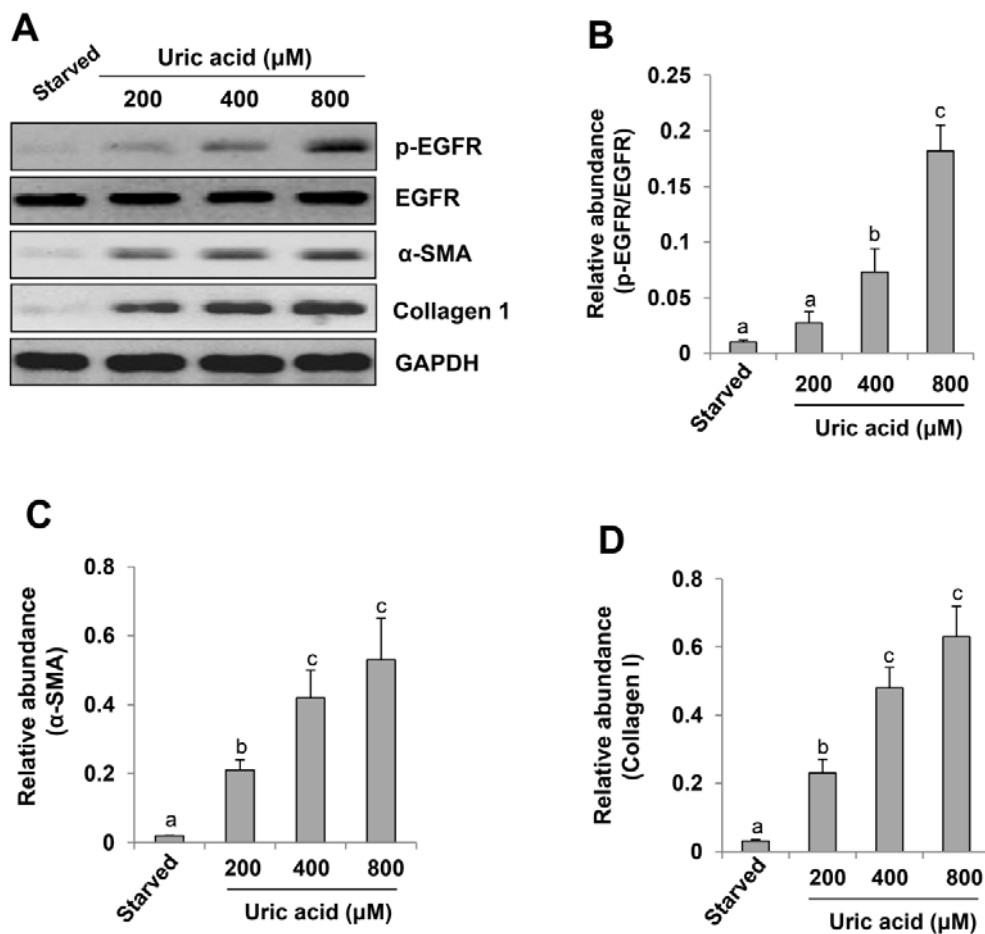 A
Starved
Uric acid (µM)
200 400 800
p-EGFR
EGFR
α-SMA
Collagen 1
GAPDH
B
Relative abundance
(p-EGFR/EGFR)
0.25
0.2
0.15
0.1
0.05
0
a
a
b
c
Starved
200 400 800
Uric acid (µM)
C
Relative abundance
(α-SMA)
0.8
0.6
0.4
0.2
0
a
b
c
c
Starved
200 400 800
Uric acid (µM)
D
Relative abundance
(Collagen I)
0.8
0.6
0.4
0.2
0
a
b
c
c
Starved
200 400 800
Uric acid (µM)